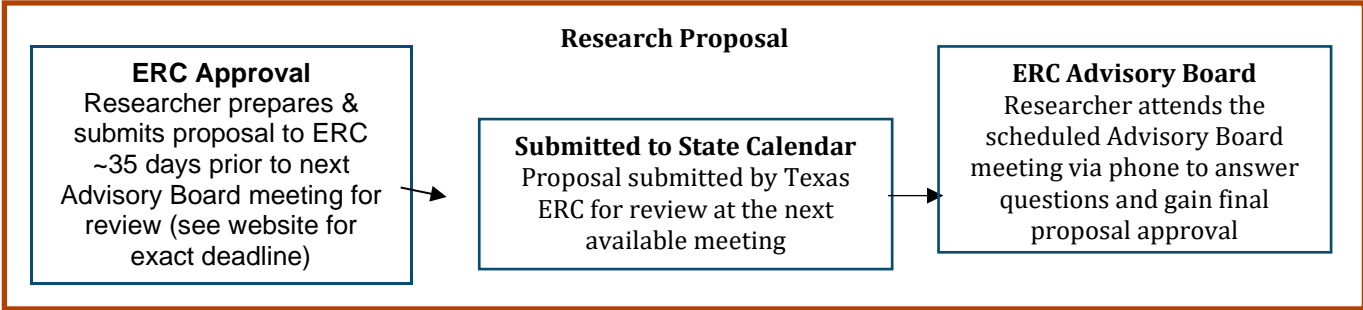 Research Proposal
ERC Approval
Researcher prepares &
submits proposal to ERC
~35 days prior to next
Advisory Board meeting for
review (see website for
exact deadline)
Submitted to State Calendar
Proposal submitted by Texas
ERC for review at the next
available meeting
ERC Advisory Board
Researcher attends the
scheduled Advisory Board
meeting via phone to answer
questions and gain final
proposal approval